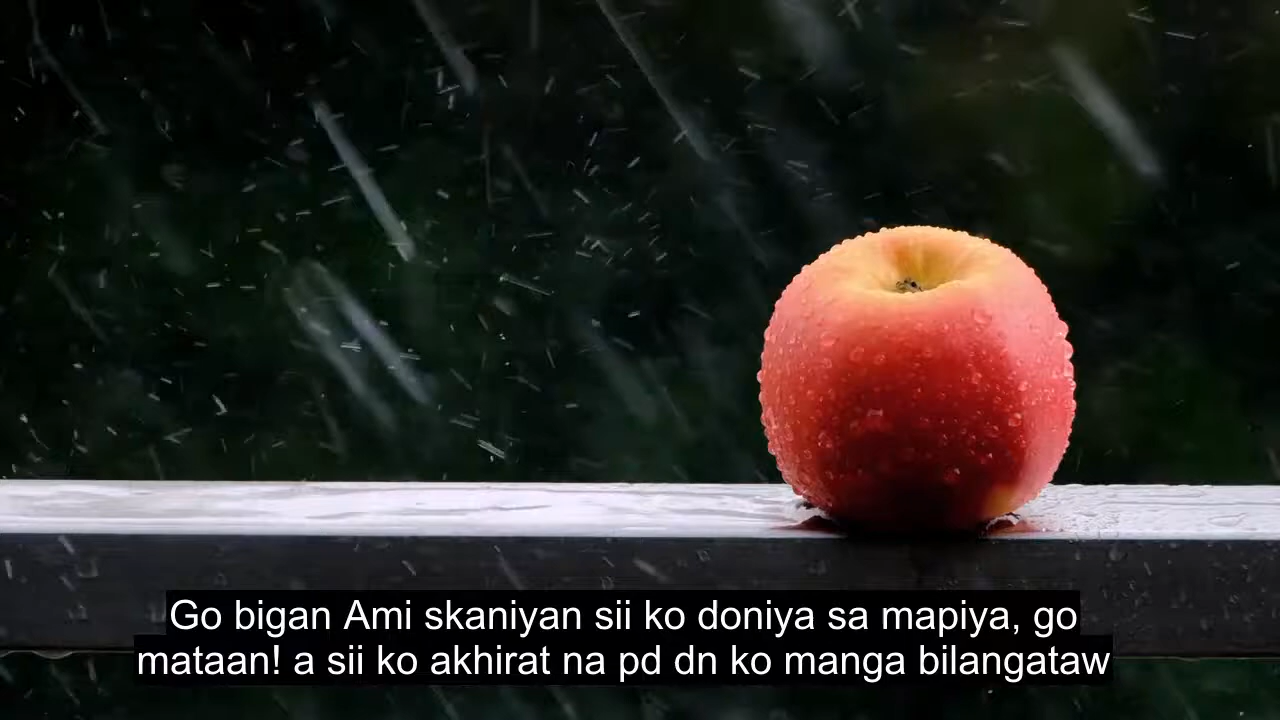 Go bigan Ami skaniyan sii ko doniya sa mapiya, go
mataan! a sii ko akhirat na pd dn ko manga bilangataw